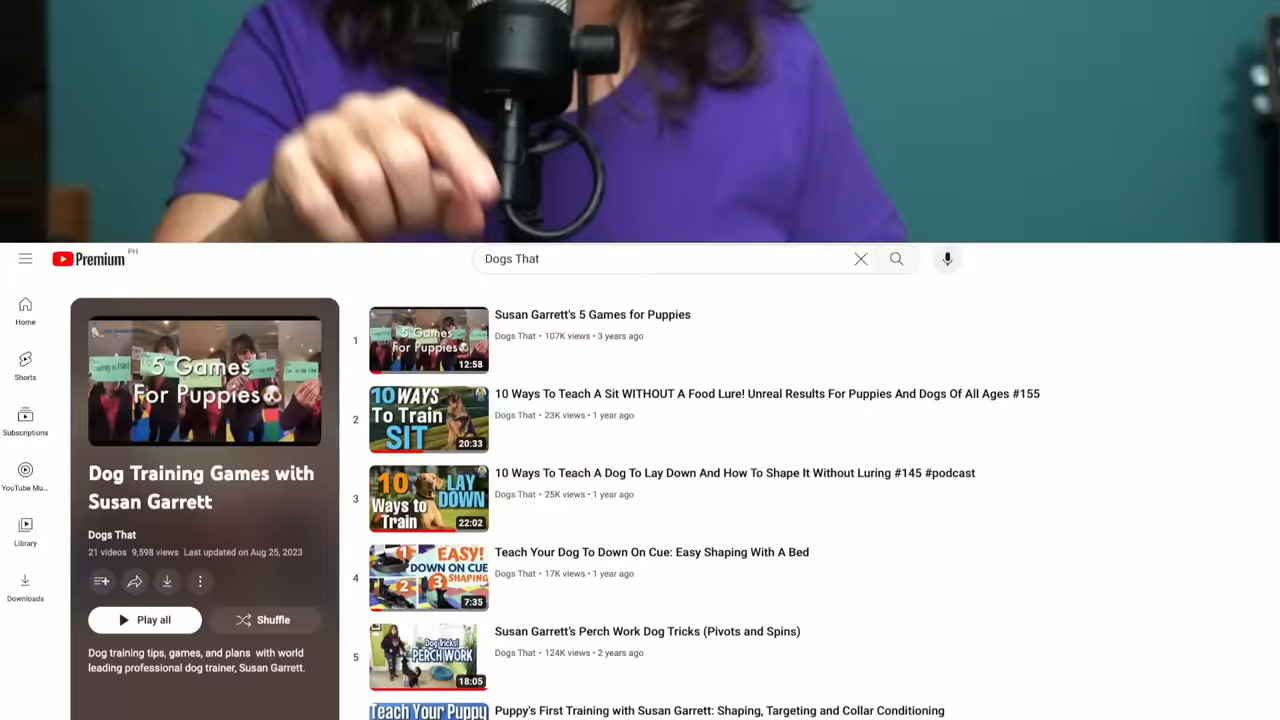 Premium PH
Dogs That
Home
Shorts
Subscriptions
YouTube Mu...
Library
Downloads
5 Games
For Puppies
Dog Training Games with
Susan Garrett
Dogs That
21 videos 9,598 views Last updated on Aug 25, 2023
Play all
Shuffle
Dog training tips, games, and plans with world
leading professional dog trainer, Susan Garrett.
1
5 Games
For Puppies
12:58
Susan Garrett's 5 Games for Puppies
Dogs That • 107K views • 3 years ago
2
10 WAYS
To Train
SIT
20:33
10 Ways To Teach A Sit WITHOUT A Food Lure! Unreal Results For Puppies And Dogs Of All Ages #155
Dogs That • 23K views • 1 year ago
3
10
Ways to
Train
LAY
DOWN
22:02
10 Ways To Teach A Dog To Lay Down And How To Shape It Without Luring #145 #podcast
Dogs That • 25K views • 1 year ago
4
EASY!
DOWN ON CUE
SHAPING
1
2
3
7:35
Teach Your Dog To Down On Cue: Easy Shaping With A Bed
Dogs That • 17K views • 1 year ago
5
Dog Tricks!
PERCH WORK
18:05
Susan Garrett’s Perch Work Dog Tricks (Pivots and Spins)
Dogs That • 124K views • 2 years ago
Teach Your Puppy
Puppy's First Training with Susan Garrett: Shaping, Targeting and Collar Conditioning